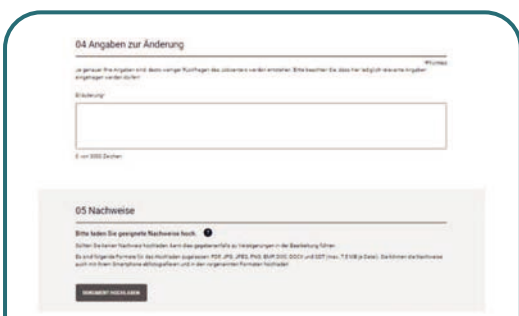 04 Angaben zur Änderung
*Pflichtfeld
Je genauer Ihre Angaben sind, desto weniger Rückfragen des Jobcenters werden entstehen. Bitte beachten Sie, dass hier lediglich relevante Angaben
eingetragen werden dürfen!
Erläuterung*
0 von 3000 Zeichen
05 Nachweise
Bitte laden Sie geeignete Nachweise hoch. ?
Sollten Sie keinen Nachweis hochladen, kann dies gegebenenfalls zu Verzögerungen in der Bearbeitung führen.
Es sind folgende Formate für das Hochladen zugelassen: PDF, JPG, JPEG, PNG, BMP, DOC, DOCX und ODT (max. 7.5 MB je Datei). Sie können die Nachweise
auch mit Ihrem Smartphone abfotografieren und in den vorgenannten Formaten hochladen.
DOKUMENT HOCHLADEN